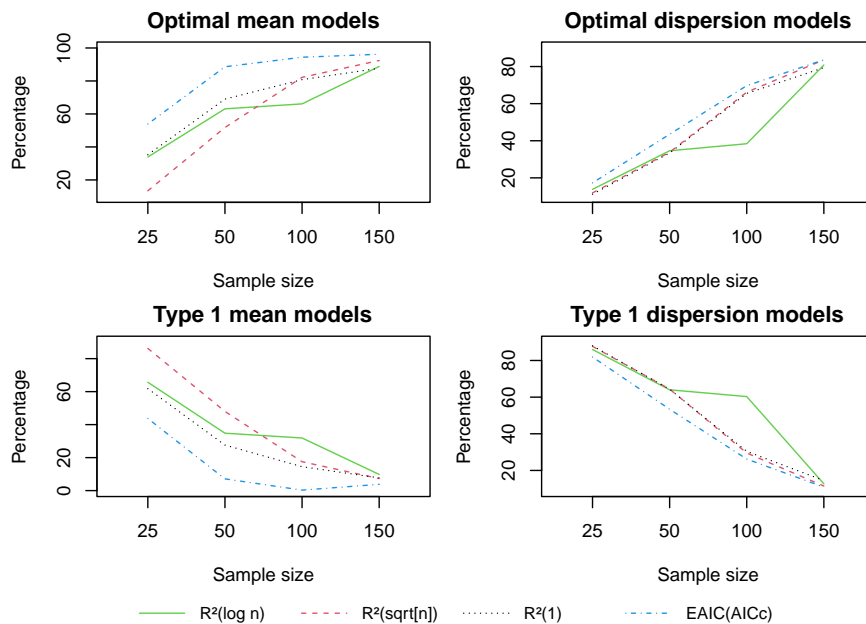 Optimal mean models
Percentage
100
60
20
25 50 100 150
Sample size
Optimal dispersion models
Percentage
80
60
40
20
25 50 100 150
Sample size
Type 1 mean models
Percentage
60
20
0
25 50 100 150
Sample size
Type 1 dispersion models
Percentage
80
60
40
20
25 50 100 150
Sample size
R²(log n) R²(sqrt[n]) R²(1) EAIC(AICc)